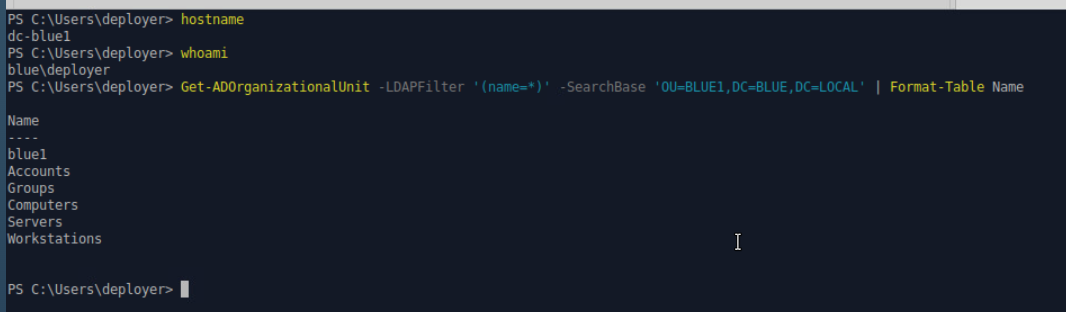 PS C:\Users\deployer> hostname
dc-blue1
PS C:\Users\deployer> whoami
blue\deployer
PS C:\Users\deployer> Get-ADOrganizationalUnit -LDAPFilter '(name=*)' -SearchBase 'OU=BLUE1,DC=BLUE,DC=LOCAL' | Format-Table Name
Name
----
blue1
Accounts
Groups
Computers
Servers
Workstations
PS C:\Users\deployer>